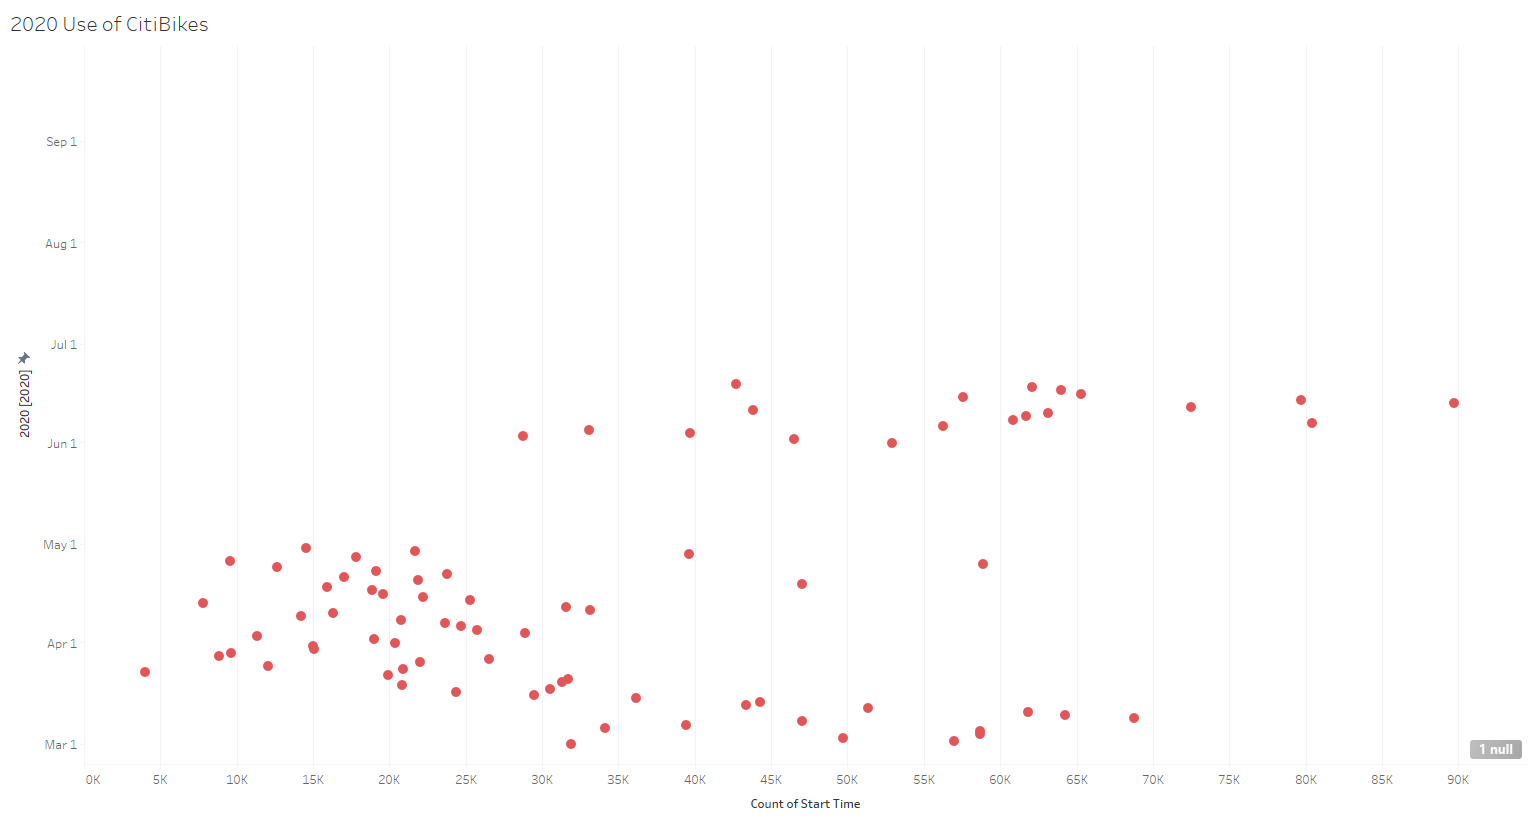 2020 Use of CitiBikes
Sep 1
Aug 1
Jul 1
Jun 1
May 1
Apr 1
Mar 1
2020 [2020]
1 null
0K 5K 10K 15K 20K 25K 30K 35K 40K 45K 50K 55K 60K 65K 70K 75K 80K 85K 90K
Count of Start Time